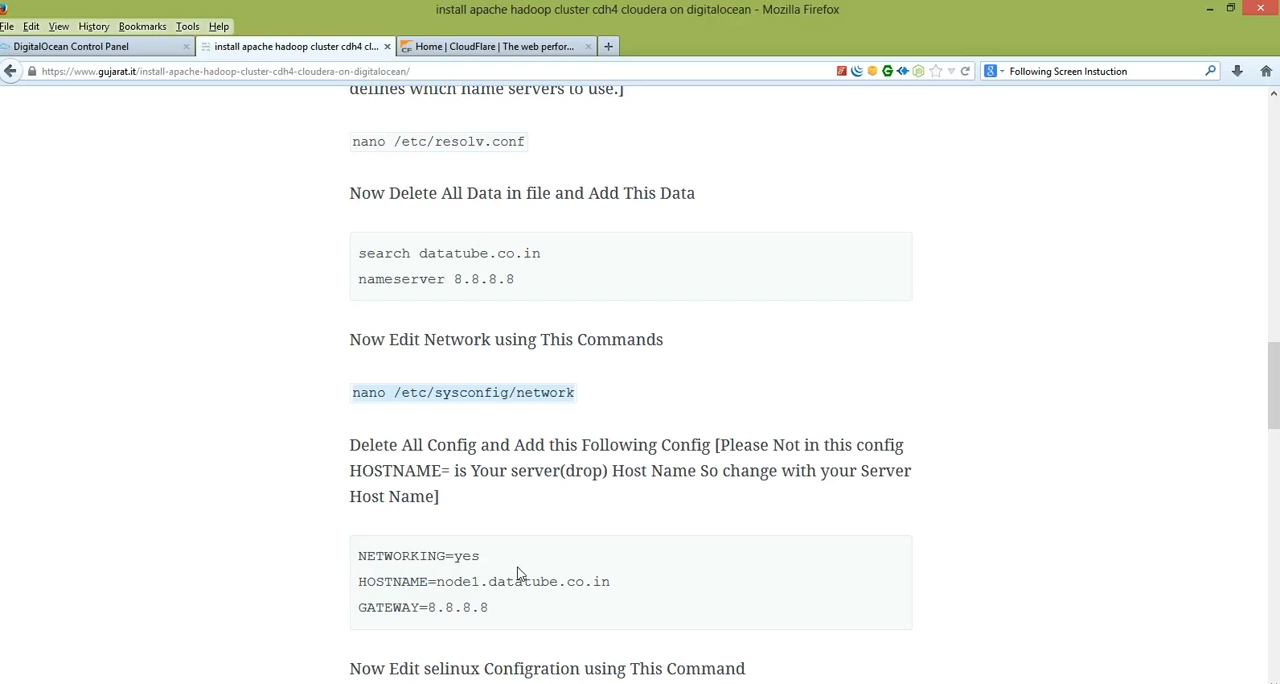 install apache hadoop cluster cdh4 cloudera on digitalocean - Mozilla Firefox
File Edit View History Bookmarks Tools Help
DigitalOcean Control Panel
install apache hadoop cluster cdh4 cl...
Home | CloudFlare | The web perfor...
https://www.gujarat.it/install-apache-hadoop-cluster-cdh4-cloudera-on-digitalocean/
Following Screen Instuction
defines which name servers to use.]
nano /etc/resolv.conf
Now Delete All Data in file and Add This Data
search datatube.co.in
nameserver 8.8.8.8
Now Edit Network using This Commands
nano /etc/sysconfig/network
Delete All Config and Add this Following Config [Please Not in this config
HOSTNAME= is Your server(drop) Host Name So change with your Server
Host Name]
NETWORKING=yes
HOSTNAME=node1.datatube.co.in
GATEWAY=8.8.8.8
Now Edit selinux Configration using This Command